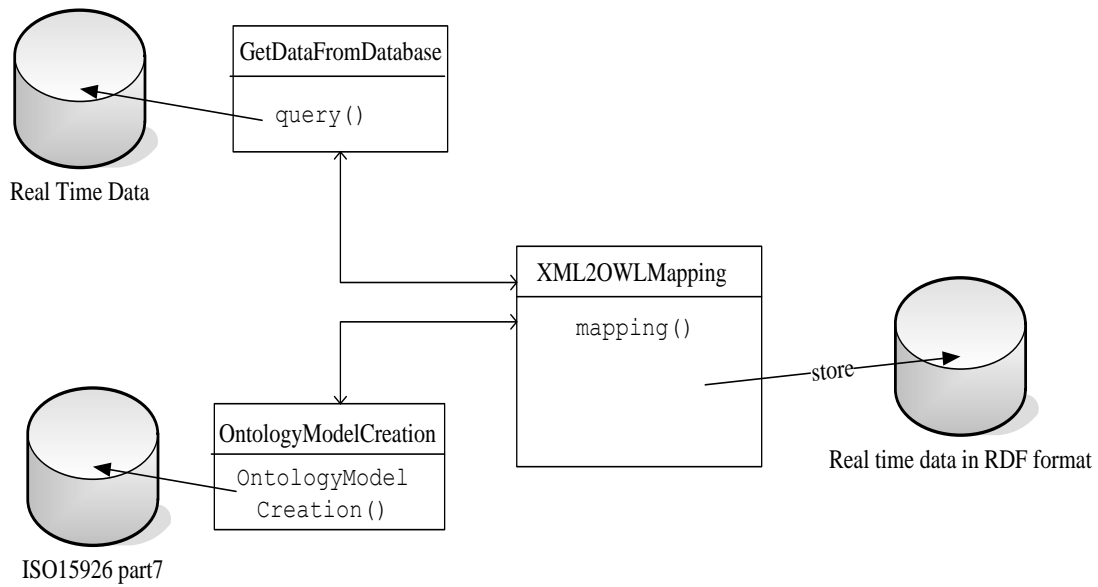 GetDataFromDatabase
query()
Real Time Data
XML2OWLMapping
mapping()
store
Real time data in RDF format
OntologyModelCreation
OntologyModel
Creation()
ISO15926 part7